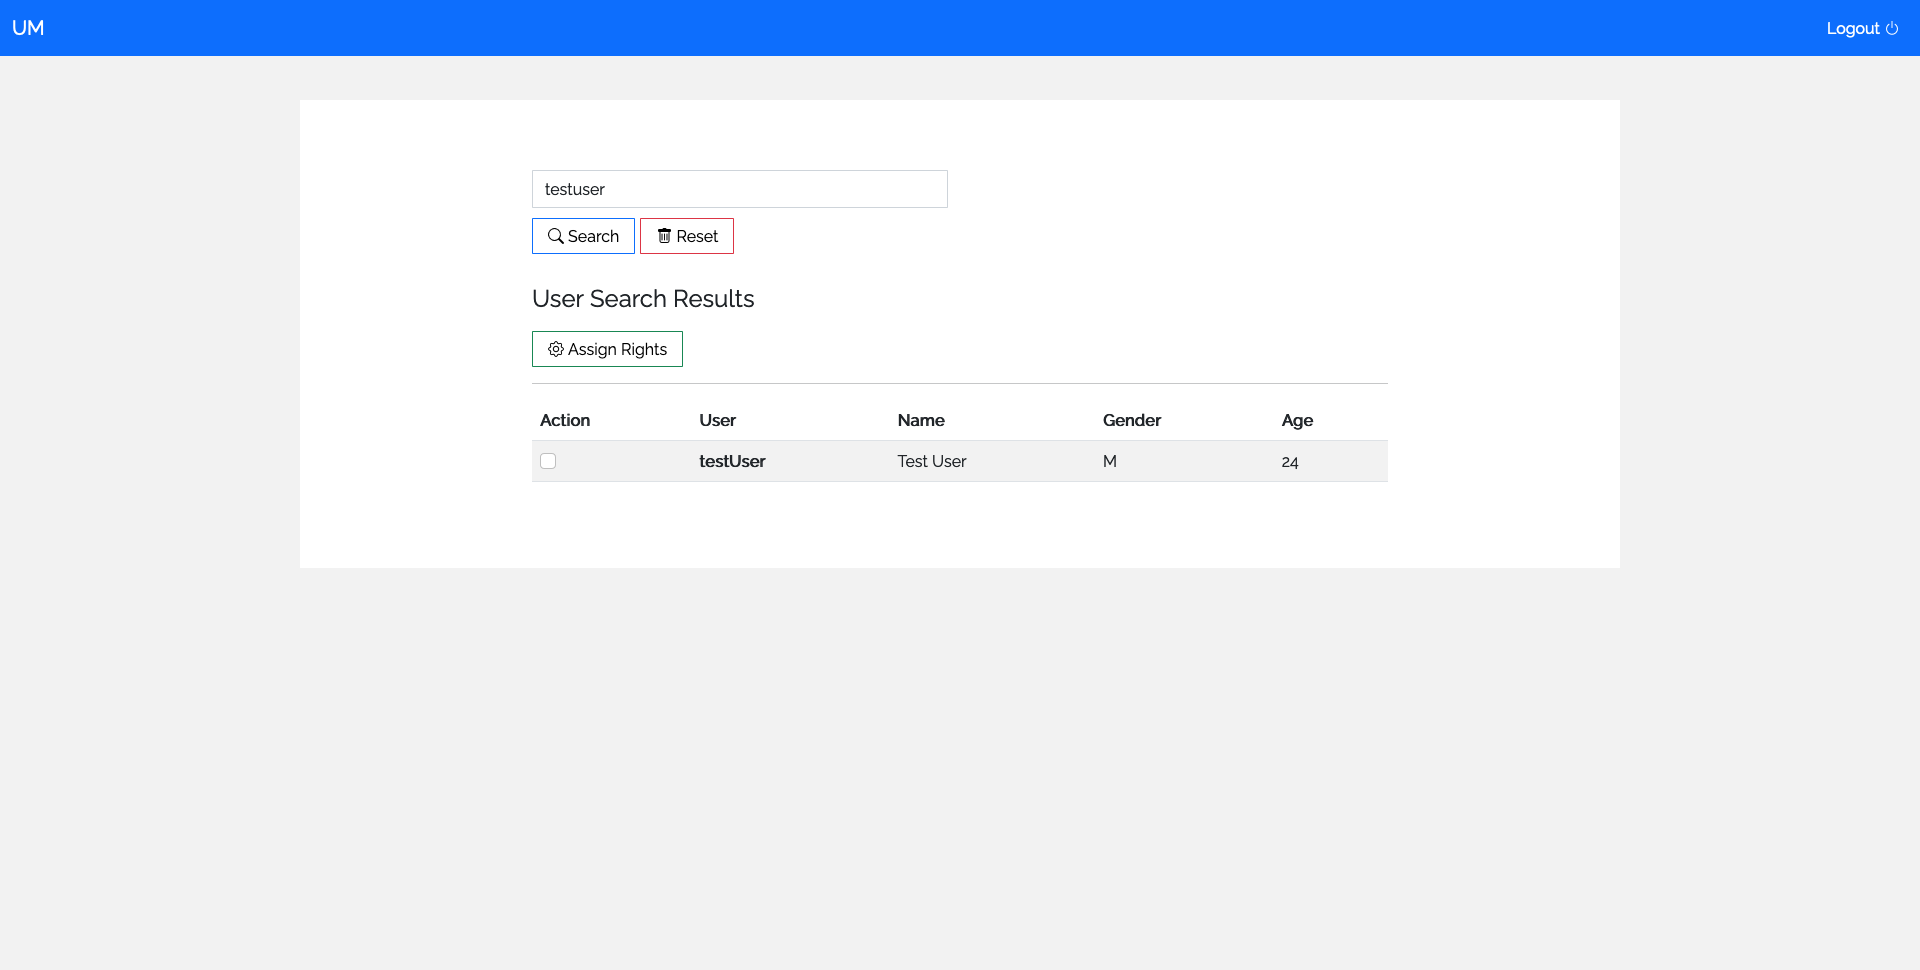 UM
Logout
testuser
Search Reset
User Search Results
Assign Rights
Action User Name Gender Age
testUser Test User M 24